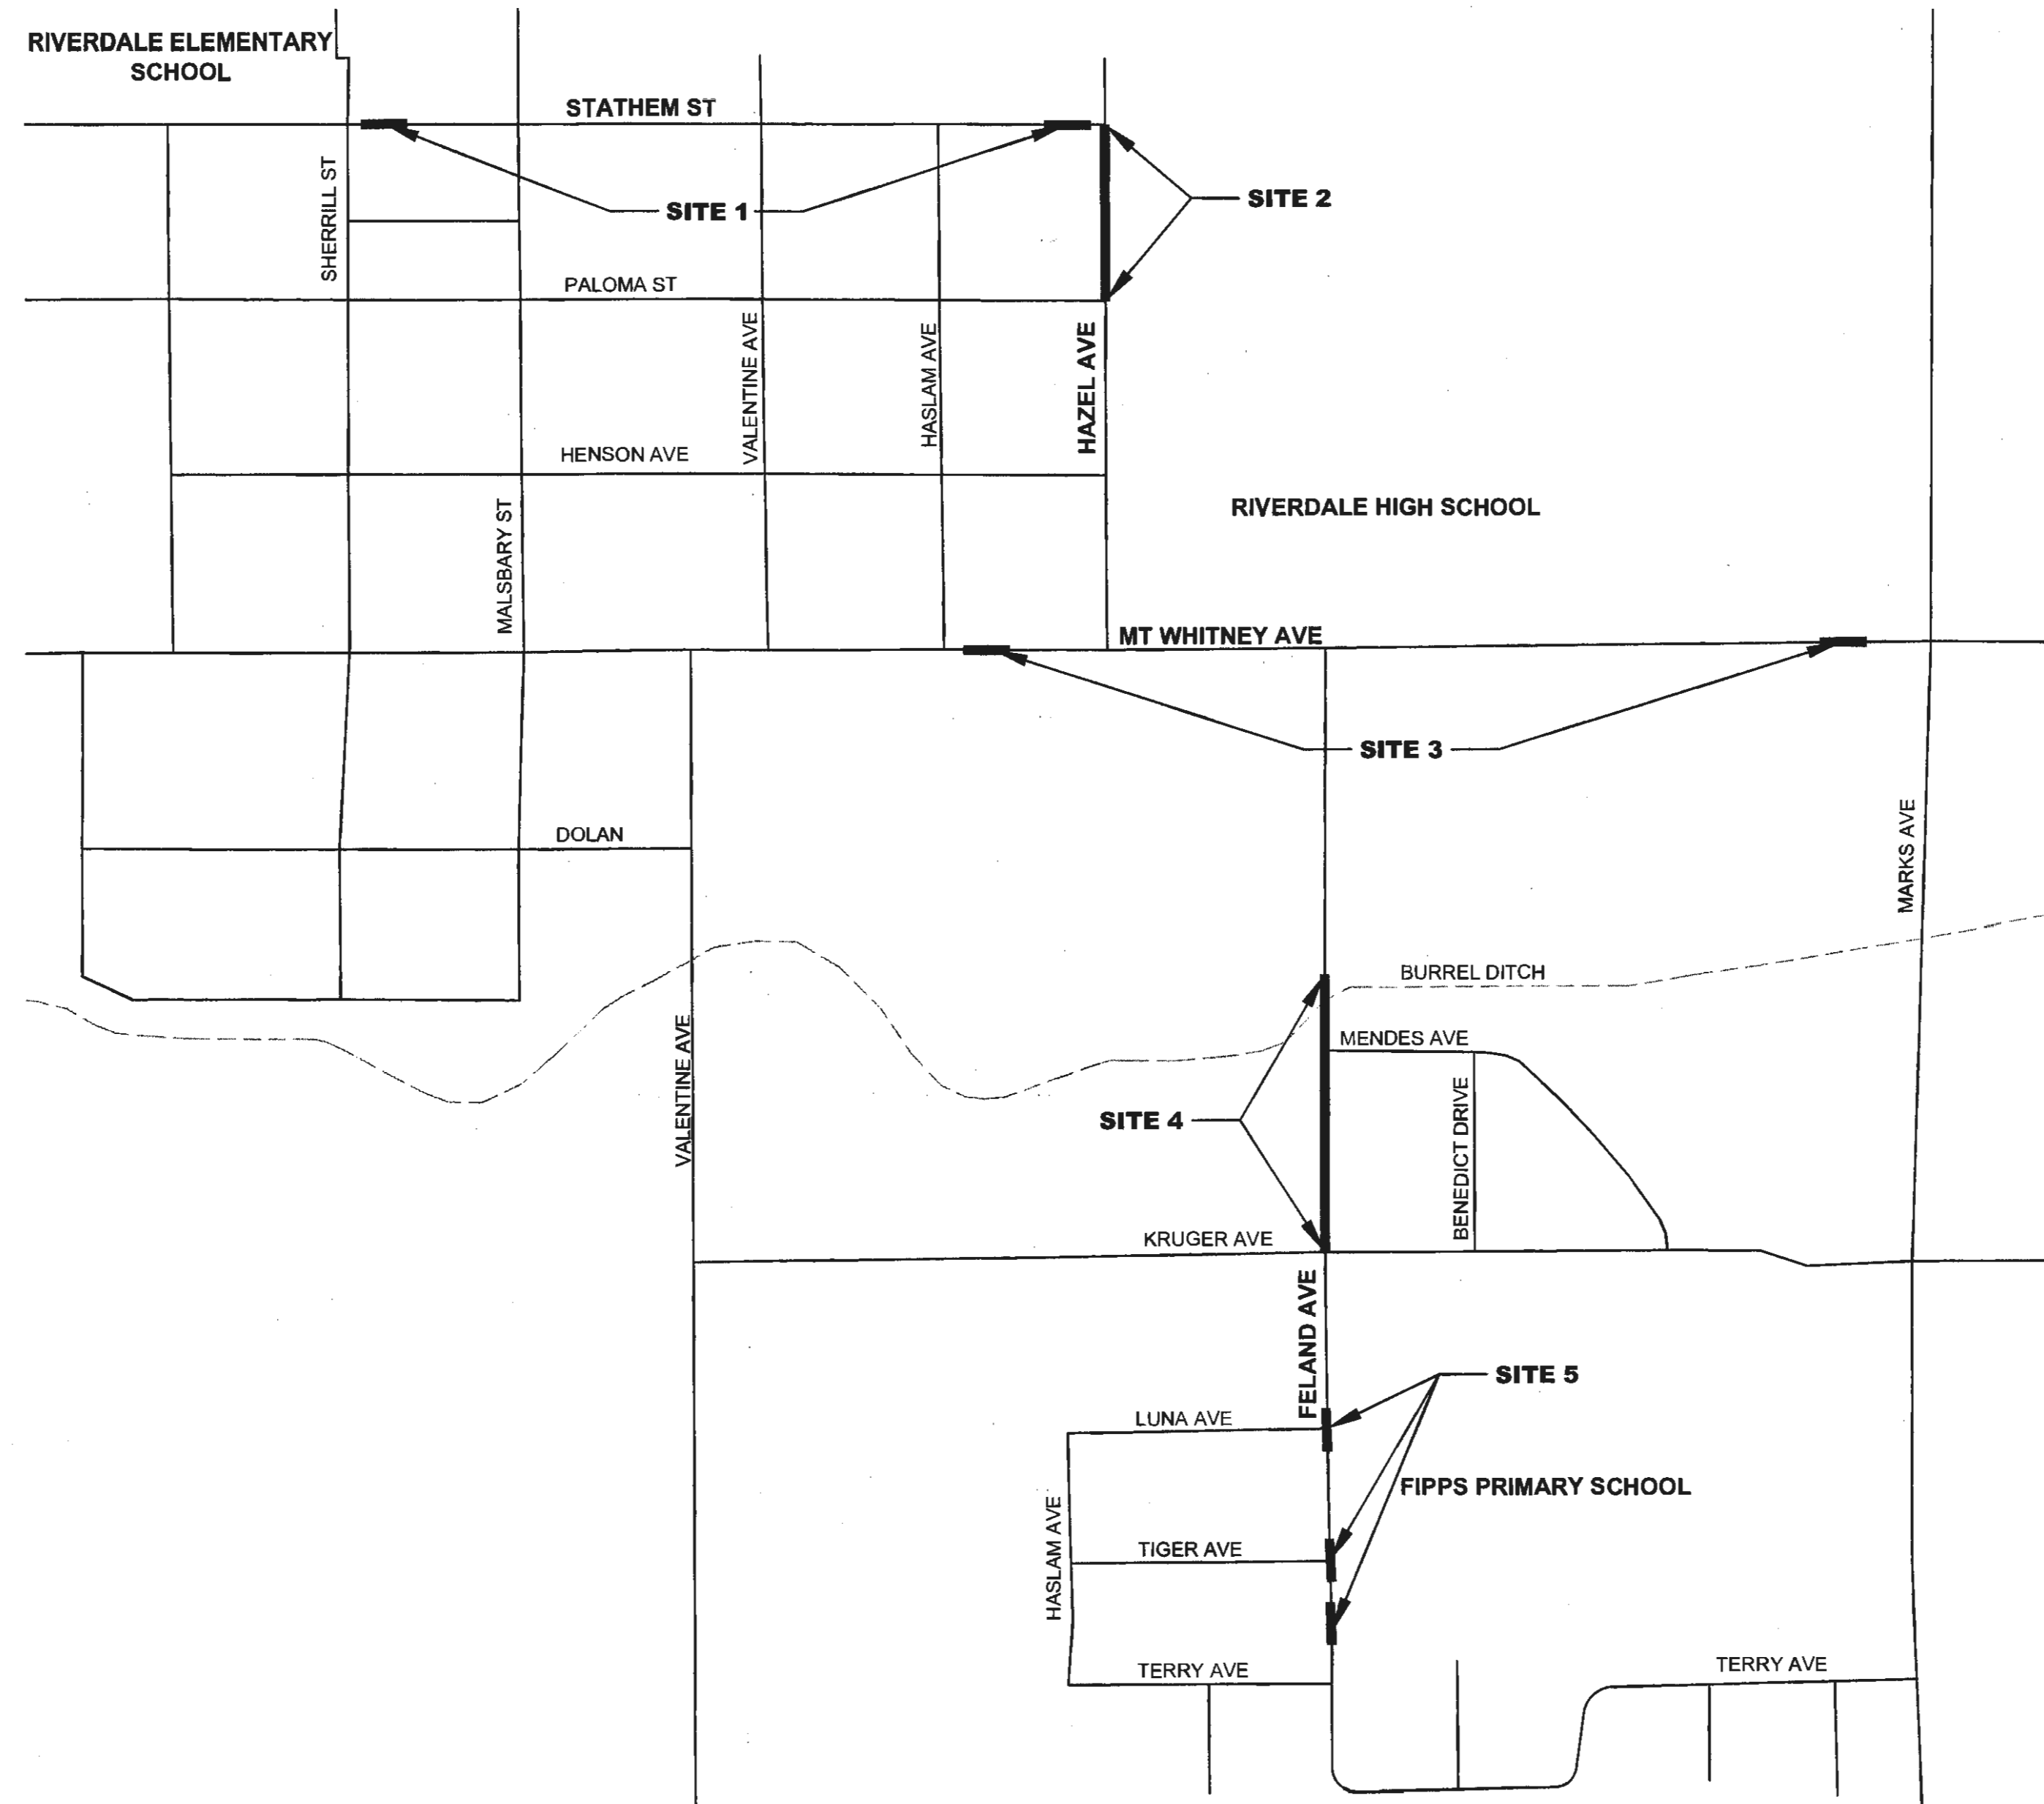 RIVERDALE ELEMENTARY
SCHOOL
STATHEM ST
SHERRILL ST
SITE 1
SITE 2
PALOMA ST
VALENTINE AVE
HASLAM AVE
HAZEL AVE
HENSON AVE
MALSBARY ST
RIVERDALE HIGH SCHOOL
MT WHITNEY AVE
SITE 3
DOLAN
MARKS AVE
BURREL DITCH
VALENTINE AVE
MENDES AVE
BENEDICT DRIVE
SITE 4
KRUGER AVE
FELAND AVE
SITE 5
LUNA AVE
FIPPS PRIMARY SCHOOL
HASLAM AVE
TIGER AVE
TERRY AVE
TERRY AVE